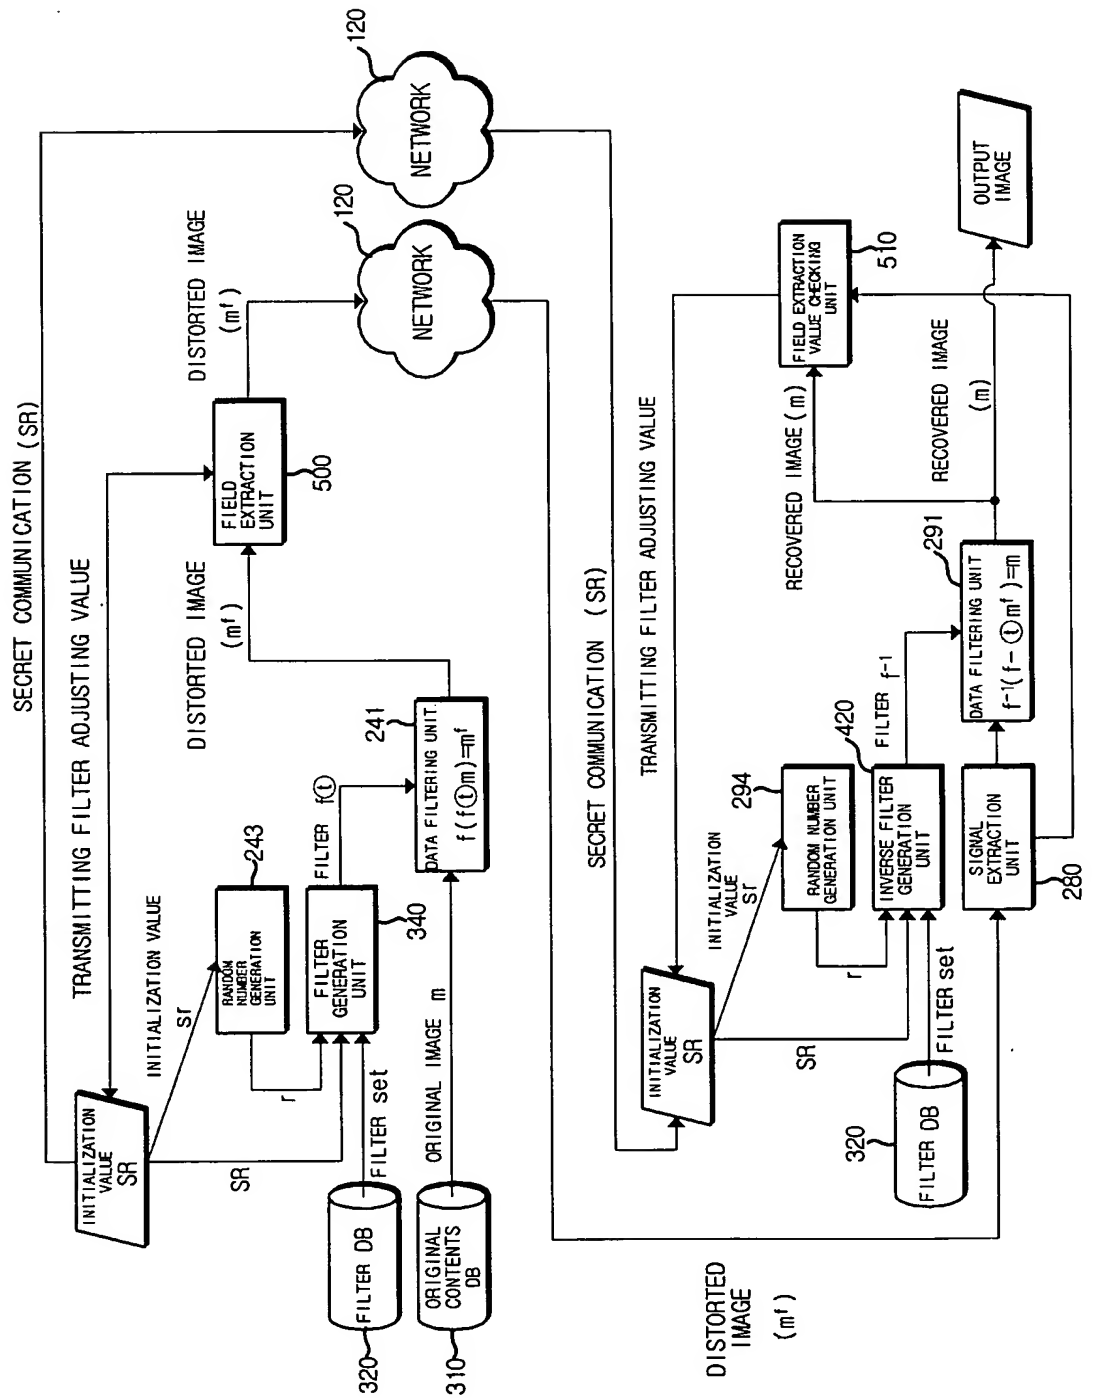 SECRET COMMUNICATION (SR)
TRANSMITTING FILTER ADJUSTING VALUE
INITIALIZATION
VALUE
SR
INITIALIZATION VALUE
sr
RANDOM
NUMBER
GENERATION
UNIT
243
r
SR
FILTER
GENERATION
UNIT
340
FILTER f(t)
FILTER DB
320
FILTER set
ORIGINAL
CONTENTS
DB
310
ORIGINAL IMAGE m
DATA FILTERING UNIT
f(f(t)m)=mᶠ
241
DISTORTED IMAGE
(mᶠ)
FIELD
EXTRACTION
UNIT
500
DISTORTED IMAGE
(mᶠ)
NETWORK
120
NETWORK
120
SECRET COMMUNICATION (SR)
TRANSMITTING FILTER ADJUSTING VALUE
INITIALIZATION
VALUE
SR
INITIALIZATION
VALUE
sr
RANDOM NUMBER
GENERATION UNIT
294
r
SR
INVERSE FILTER
GENERATION
UNIT
420
FILTER f⁻¹
FILTER DB
320
FILTER set
SIGNAL
EXTRACTION
UNIT
280
DATA FILTERING UNIT
f⁻¹(f-(t)mᶠ)=m
291
RECOVERED IMAGE(m)
FIELD EXTRACTION
VALUE CHECKING
UNIT
510
RECOVERED IMAGE
(m)
OUTPUT
IMAGE
DISTORTED
IMAGE
(mᶠ)